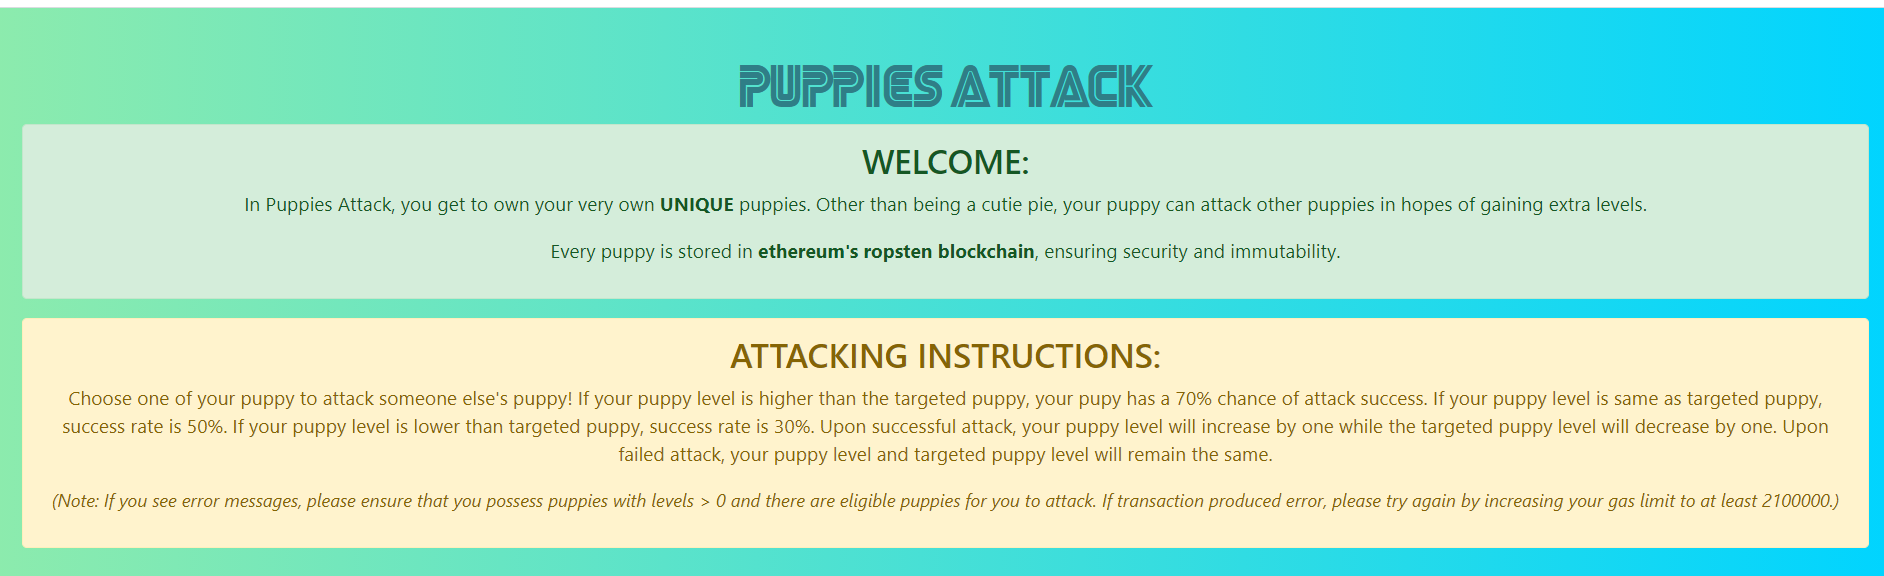 PUPPIES ATTACK
WELCOME:
In Puppies Attack, you get to own your very own UNIQUE puppies. Other than being a cutie pie, your puppy can attack other puppies in hopes of gaining extra levels.
Every puppy is stored in ethereum's ropsten blockchain, ensuring security and immutability.
ATTACKING INSTRUCTIONS:
Choose one of your puppy to attack someone else's puppy! If your puppy level is higher than the targeted puppy, your pupy has a 70% chance of attack success. If your puppy level is same as targeted puppy,
success rate is 50%. If your puppy level is lower than targeted puppy, success rate is 30%. Upon successful attack, your puppy level will increase by one while the targeted puppy level will decrease by one. Upon
failed attack, your puppy level and targeted puppy level will remain the same.
(Note: If you see error messages, please ensure that you possess puppies with levels > 0 and there are eligible puppies for you to attack. If transaction produced error, please try again by increasing your gas limit to at least 2100000.)